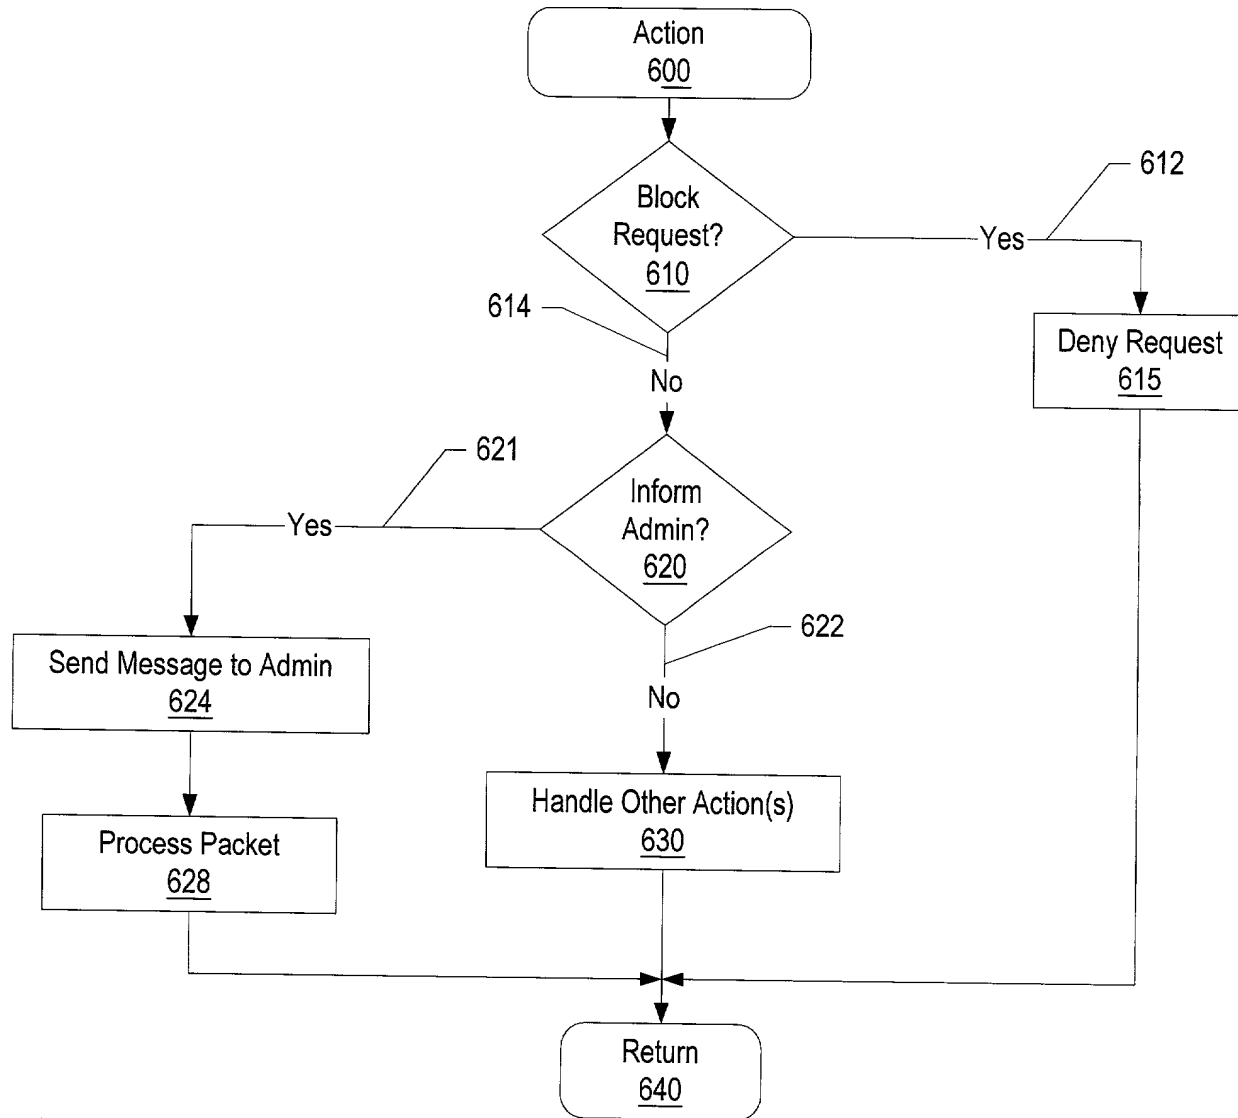 Action
600
Block
Request?
610
612
Yes
614
No
Deny Request
615
621
Inform
Admin?
620
Yes
622
No
Send Message to Admin
624
Handle Other Action(s)
630
Process Packet
628
Return
640